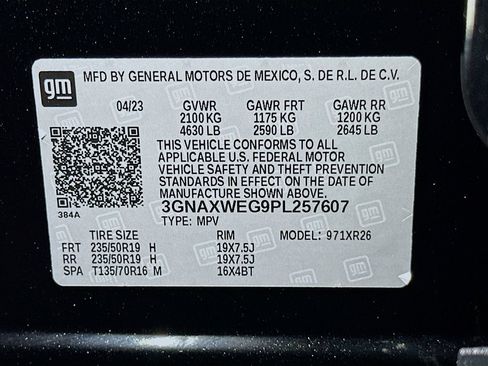 gm
MFD BY GENERAL MOTORS DE MEXICO, S. DE R.L. DE C.V.
04/23 GVWR GAWR FRT GAWR RR
2100 KG 1175 KG 1200 KG
4630 LB 2590 LB 2645 LB
THIS VEHICLE CONFORMS TO ALL
APPLICABLE U.S. FEDERAL MOTOR
VEHICLE SAFETY AND THEFT PREVENTION
STANDARDS IN EFFECT ON THE DATE OF
MANUFACTURE SHOWN ABOVE.
384A 3GNAXWEG9PL257607
TYPE: MPV
TIRE SIZE RIM MODEL: 971XR26
FRT 235/50R19 H 19X7.5J
RR 235/50R19 H 19X7.5J
SPA T135/70R16 M 16X4BT